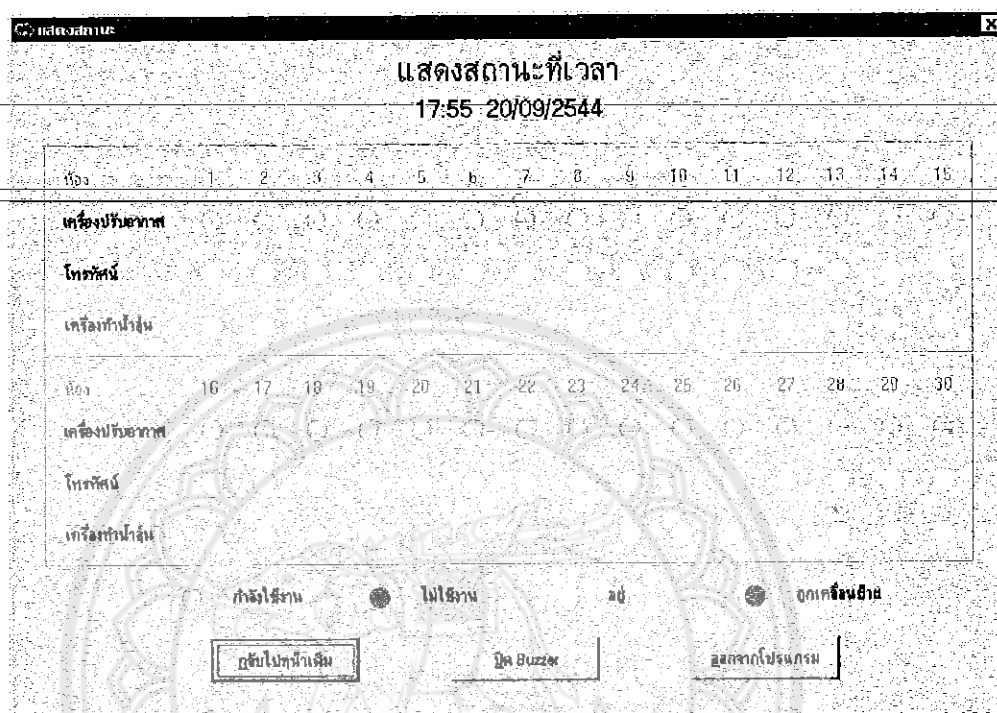 แสดงสถานะ
แสดงสถานะที่เวลา
17:55 20/09/2544
ห้อง 1 2 3 4 5 6 7 8 9 10 11 12 13 14 15
เครื่องปรับอากาศ
โทรทัศน์
เครื่องทำน้ำอุ่น
ห้อง 16 17 18 19 20 21 22 23 24 25 26 27 28 29 30
เครื่องปรับอากาศ
โทรทัศน์
เครื่องทำน้ำอุ่น
กำลังใช้งาน ไม่ใช้งาน อยู่ ถูกเคลื่อนย้าย
กลับไปหน้าเดิม ปิด Buzzer ออกจากโปรแกรม